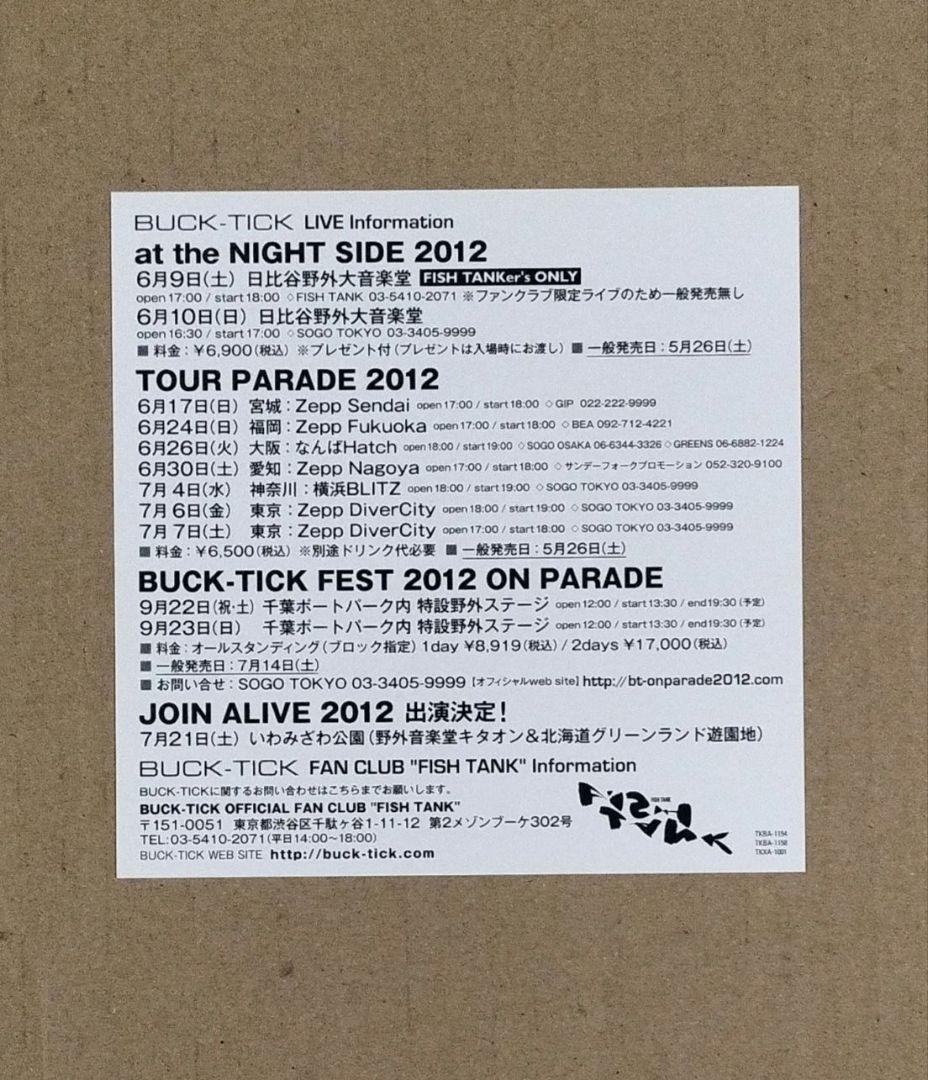 BUCK-TICK LIVE Information
at the NIGHT SIDE 2012
6月9日(土) 日比谷野外大音楽堂 FISH TANKer's ONLY
open 17:00 / start 18:00 ◇FISH TANK 03-5410-2071 ※ファンクラブ限定ライブのため一般発売無し
6月10日(日) 日比谷野外大音楽堂
open 16:30 / start 17:00 ◇SOGO TOKYO 03-3405-9999
■ 料金：¥6,900(税込) ※プレゼント付(プレゼントは入場時にお渡し) ■ 一般発売日：5月26日(土)
TOUR PARADE 2012
6月17日(日) 宮城：Zepp Sendai open 17:00 / start 18:00 ◇GIP 022-222-9999
6月24日(日) 福岡：Zepp Fukuoka open 17:00 / start 18:00 ◇BEA 092-712-4221
6月26日(火) 大阪：なんばHatch open 18:00 / start 19:00 ◇SOGO OSAKA 06-6344-3326 ◇GREENS 06-6882-1224
6月30日(土) 愛知：Zepp Nagoya open 17:00 / start 18:00 ◇サンデーフォークプロモーション 052-320-9100
7月4日(水) 神奈川：横浜BLITZ open 18:00 / start 19:00 ◇SOGO TOKYO 03-3405-9999
7月6日(金) 東京：Zepp DiverCity open 18:00 / start 19:00 ◇SOGO TOKYO 03-3405-9999
7月7日(土) 東京：Zepp DiverCity open 17:00 / start 18:00 ◇SOGO TOKYO 03-3405-9999
■ 料金：¥6,500(税込) ※別途ドリンク代必要 ■ 一般発売日：5月26日(土)
BUCK-TICK FEST 2012 ON PARADE
9月22日(祝・土) 千葉ポートパーク内 特設野外ステージ open 12:00 / start 13:30 / end 19:30 (予定)
9月23日(日) 千葉ポートパーク内 特設野外ステージ open 12:00 / start 13:30 / end 19:30 (予定)
■ 料金：オールスタンディング(ブロック指定) 1day ¥8,919(税込) / 2days ¥17,000(税込)
■ 一般発売日：7月14日(土)
■ お問い合せ：SOGO TOKYO 03-3405-9999 [オフィシャルweb site] http://bt-onparade2012.com
JOIN ALIVE 2012 出演決定！
7月21日(土) いわみざわ公園(野外音楽堂キタオン＆北海道グリーンランド遊園地)
BUCK-TICK FAN CLUB "FISH TANK" Information
BUCK-TICKに関するお問い合わせはこちらまでお願いします。
BUCK-TICK OFFICIAL FAN CLUB "FISH TANK"
〒151-0051 東京都渋谷区千駄ヶ谷1-11-12 第2メゾンブーケ302号
TEL:03-5410-2071(平日14:00〜18:00)
BUCK-TICK WEB SITE http://buck-tick.com
FISH TANK
FISH TANK
TKBA-1154
TKBA-1158
TKXA-1001